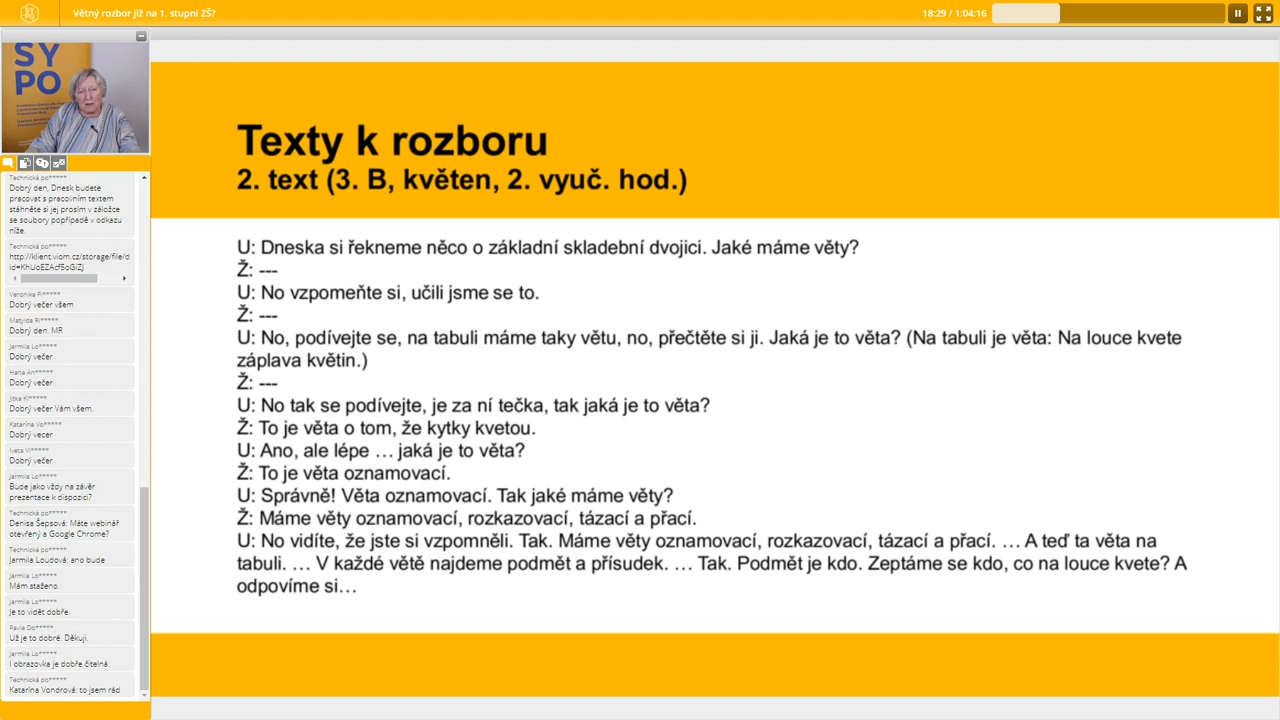 Větný rozbor již na 1. stupni ZŠ?
18:29 / 1:04:16
SY
PO
Technická po*****
Dobrý den, Dnesk budete
pracovat s pracovním textem
stáhněte si jej prosím v záložce
se soubory popřípadě v odkazu
níže.
Technická po*****
http://klient.viom.cz/storage/file/d
id=KhUoEZAcf5oGiZJ
Veronika Fi*****
Dobrý večer všem
Matylda Ri*****
Dobrý den. MR
Jarmila Lo*****
Dobrý večer
Hana An*****
Dobrý večer
Jitka Kl*****
Dobrý večer Vám všem.
Katarína Vo*****
Dobrý vecer
Iveta Vl*****
Dobrý večer
Jarmila Lo*****
Bude jako vždy na závěr
prezentace k dispozici?
Technická po*****
Denisa Šepsová: Máte webinář
otevřený a Google Chrome?
Technická po*****
Jarmila Loudová: ano bude
Jarmila Lo*****
Mám staženo.
Jarmila Lo*****
Je to vidět dobře.
Pavla Do*****
Už je to dobré. Děkuji.
Jarmila Lo*****
I obrazovka je dobře čitelná.
Technická po*****
Katarína Vondrová: to jsem rád
Texty k rozboru
2. text (3. B, květen, 2. vyuč. hod.)
U: Dneska si řekneme něco o základní skladební dvojici. Jaké máme věty?
Ž: ---
U: No vzpomeňte si, učili jsme se to.
Ž: ---
U: No, podívejte se, na tabuli máme taky větu, no, přečtěte si ji. Jaká je to věta? (Na tabuli je věta: Na louce kvete
záplava květin.)
Ž: ---
U: No tak se podívejte, je za ní tečka, tak jaká je to věta?
Ž: To je věta o tom, že kytky kvetou.
U: Ano, ale lépe … jaká je to věta?
Ž: To je věta oznamovací.
U: Správně! Věta oznamovací. Tak jaké máme věty?
Ž: Máme věty oznamovací, rozkazovací, tázací a přací.
U: No vidíte, že jste si vzpomněli. Tak. Máme věty oznamovací, rozkazovací, tázací a přací. … A teď ta věta na
tabuli. … V každé větě najdeme podmět a přísudek. … Tak. Podmět je kdo. Zeptáme se kdo, co na louce kvete? A
odpovíme si…